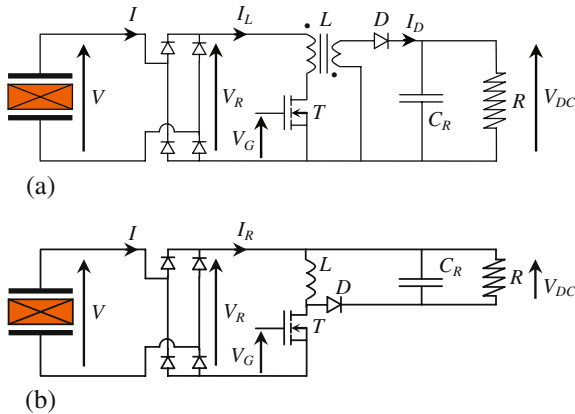 I I_L L D I_D
V V_R V_G T C_R R V_DC
(a)
I I_R
V V_R V_G L D T C_R R V_DC
(b)